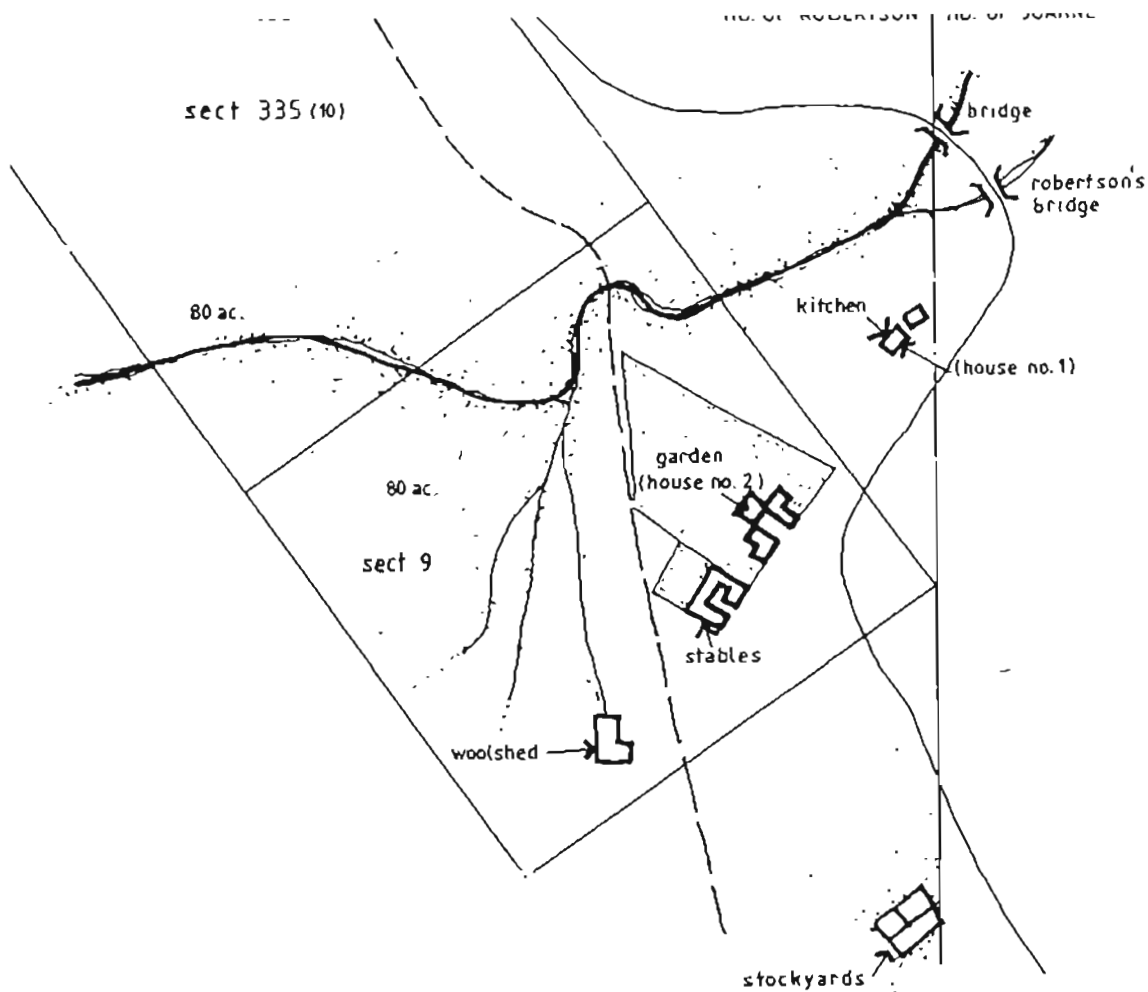 sect 335 (10)
bridge
robertson's
bridge
80 ac.
kitchen
(house no. 1)
garden
(house no. 2)
80 ac.
sect 9
stables
woolshed
stockyards